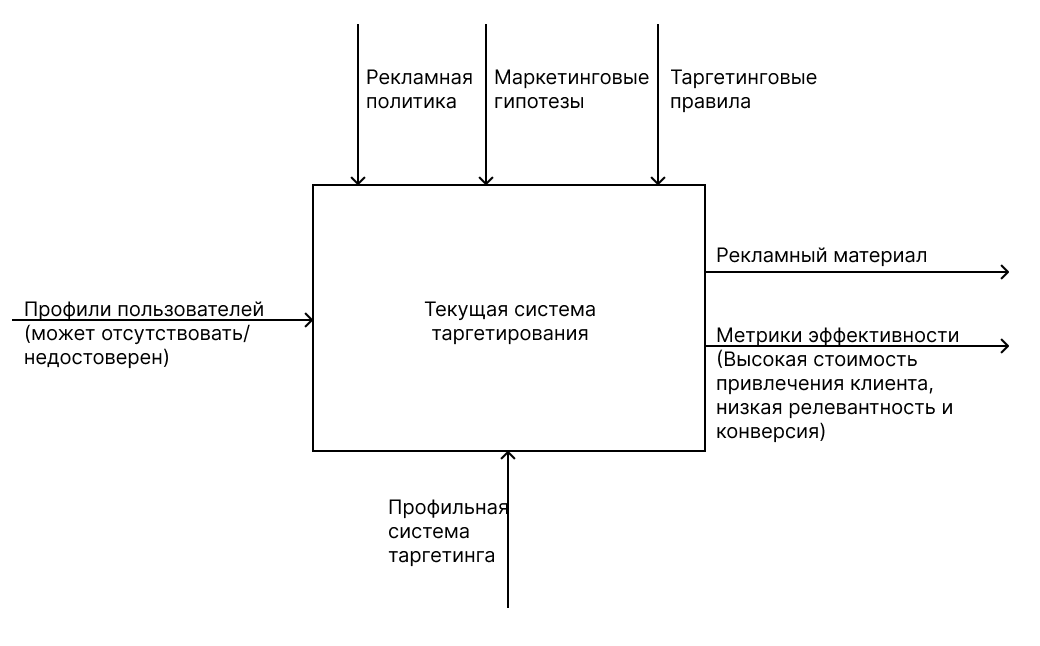 Рекламная
политика
Маркетинговые
гипотезы
Таргетинговые
правила
Рекламный материал
Профили пользователей
(может отсутствовать/
недостоверен)
Текущая система
таргетирования
Метрики эффективности
(Высокая стоимость
привлечения клиента,
низкая релевантность и
конверсия)
Профильная
система
таргетинга